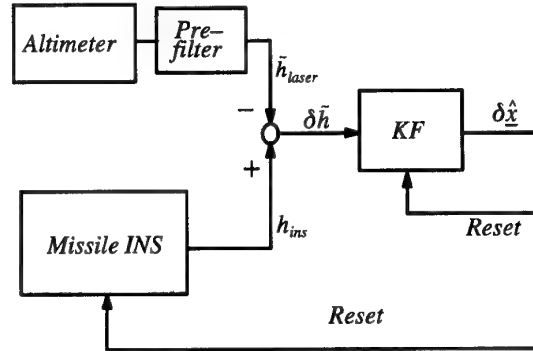 Altimeter
Pre–
filter
h̃laser
−
δh̃
KF
δx̂
+
Missile INS
hins
Reset
Reset